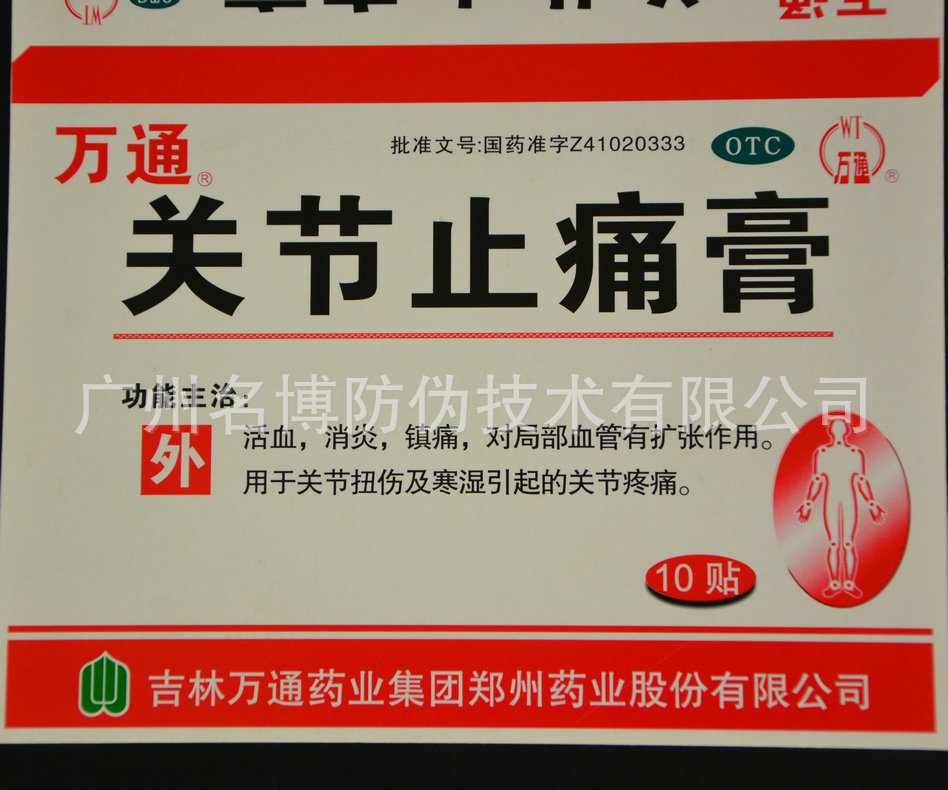 万通®
批准文号:国药准字Z41020333
OTC
WT
万通®
关节止痛膏
功能主治:
外
活血，消炎，镇痛，对局部血管有扩张作用。
用于关节扭伤及寒湿引起的关节疼痛。
10贴
吉林万通药业集团郑州药业股份有限公司
广州名博防伪技术有限公司